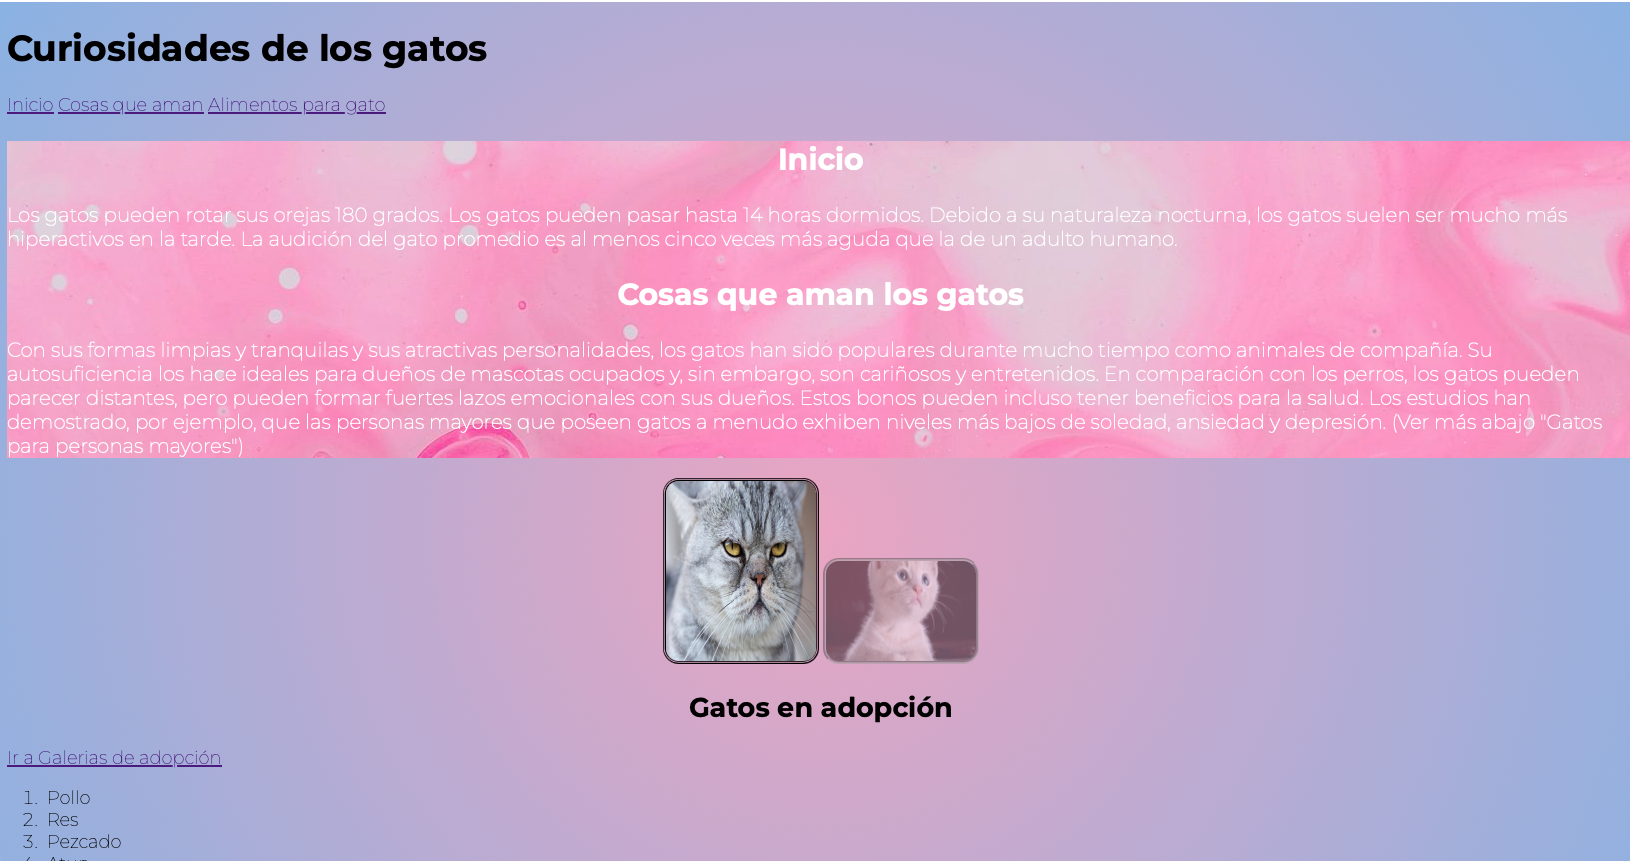 Curiosidades de los gatos
Inicio Cosas que aman Alimentos para gato
Inicio
Los gatos pueden rotar sus orejas 180 grados. Los gatos pueden pasar hasta 14 horas dormidos. Debido a su naturaleza nocturna, los gatos suelen ser mucho más
hiperactivos en la tarde. La audición del gato promedio es al menos cinco veces más aguda que la de un adulto humano.
Cosas que aman los gatos
Con sus formas limpias y tranquilas y sus atractivas personalidades, los gatos han sido populares durante mucho tiempo como animales de compañía. Su
autosuficiencia los hace ideales para dueños de mascotas ocupados y, sin embargo, son cariñosos y entretenidos. En comparación con los perros, los gatos pueden
parecer distantes, pero pueden formar fuertes lazos emocionales con sus dueños. Estos bonos pueden incluso tener beneficios para la salud. Los estudios han
demostrado, por ejemplo, que las personas mayores que poseen gatos a menudo exhiben niveles más bajos de soledad, ansiedad y depresión. (Ver más abajo "Gatos
para personas mayores")
Gatos en adopción
Ir a Galerias de adopción
1. Pollo
2. Res
3. Pezcado